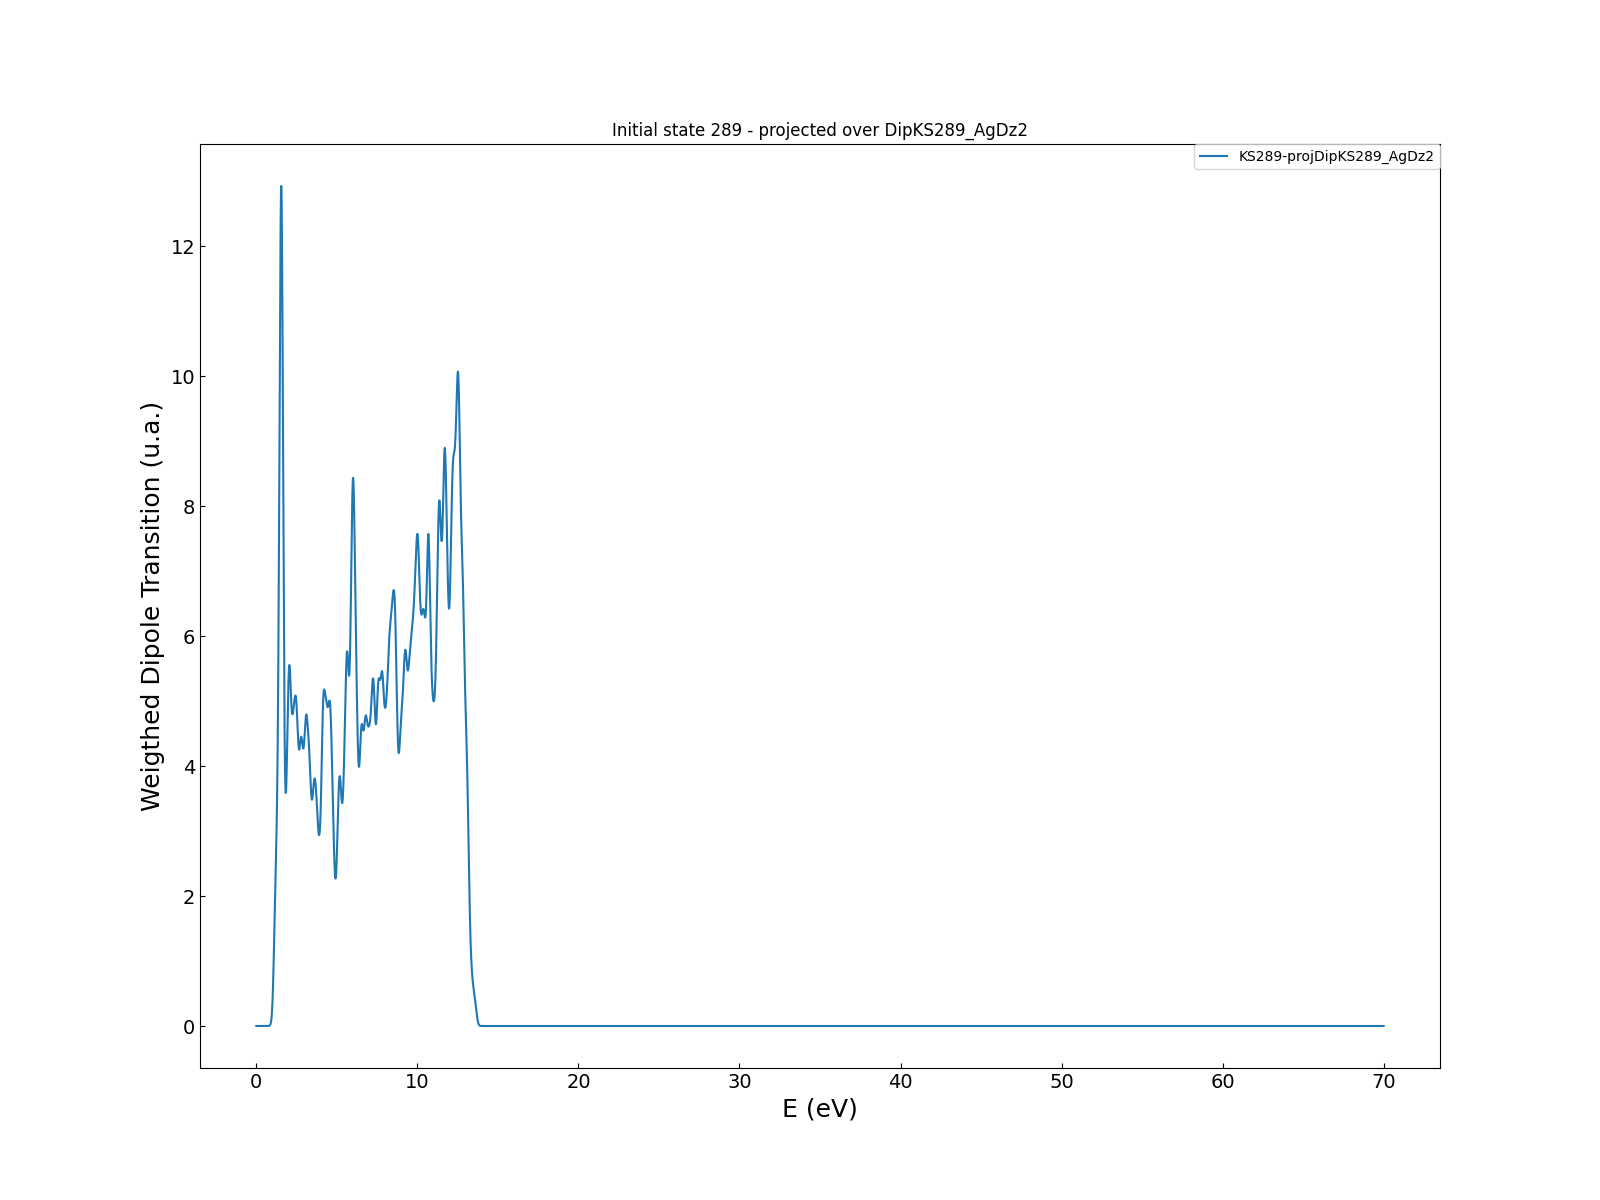 Initial state 289 - projected over DipKS289_AgDz2
KS289-projDipKS289_AgDz2
Weigthed Dipole Transition (u.a.)
12
10
8
6
4
2
0
0 10 20 30 40 50 60 70
E (eV)